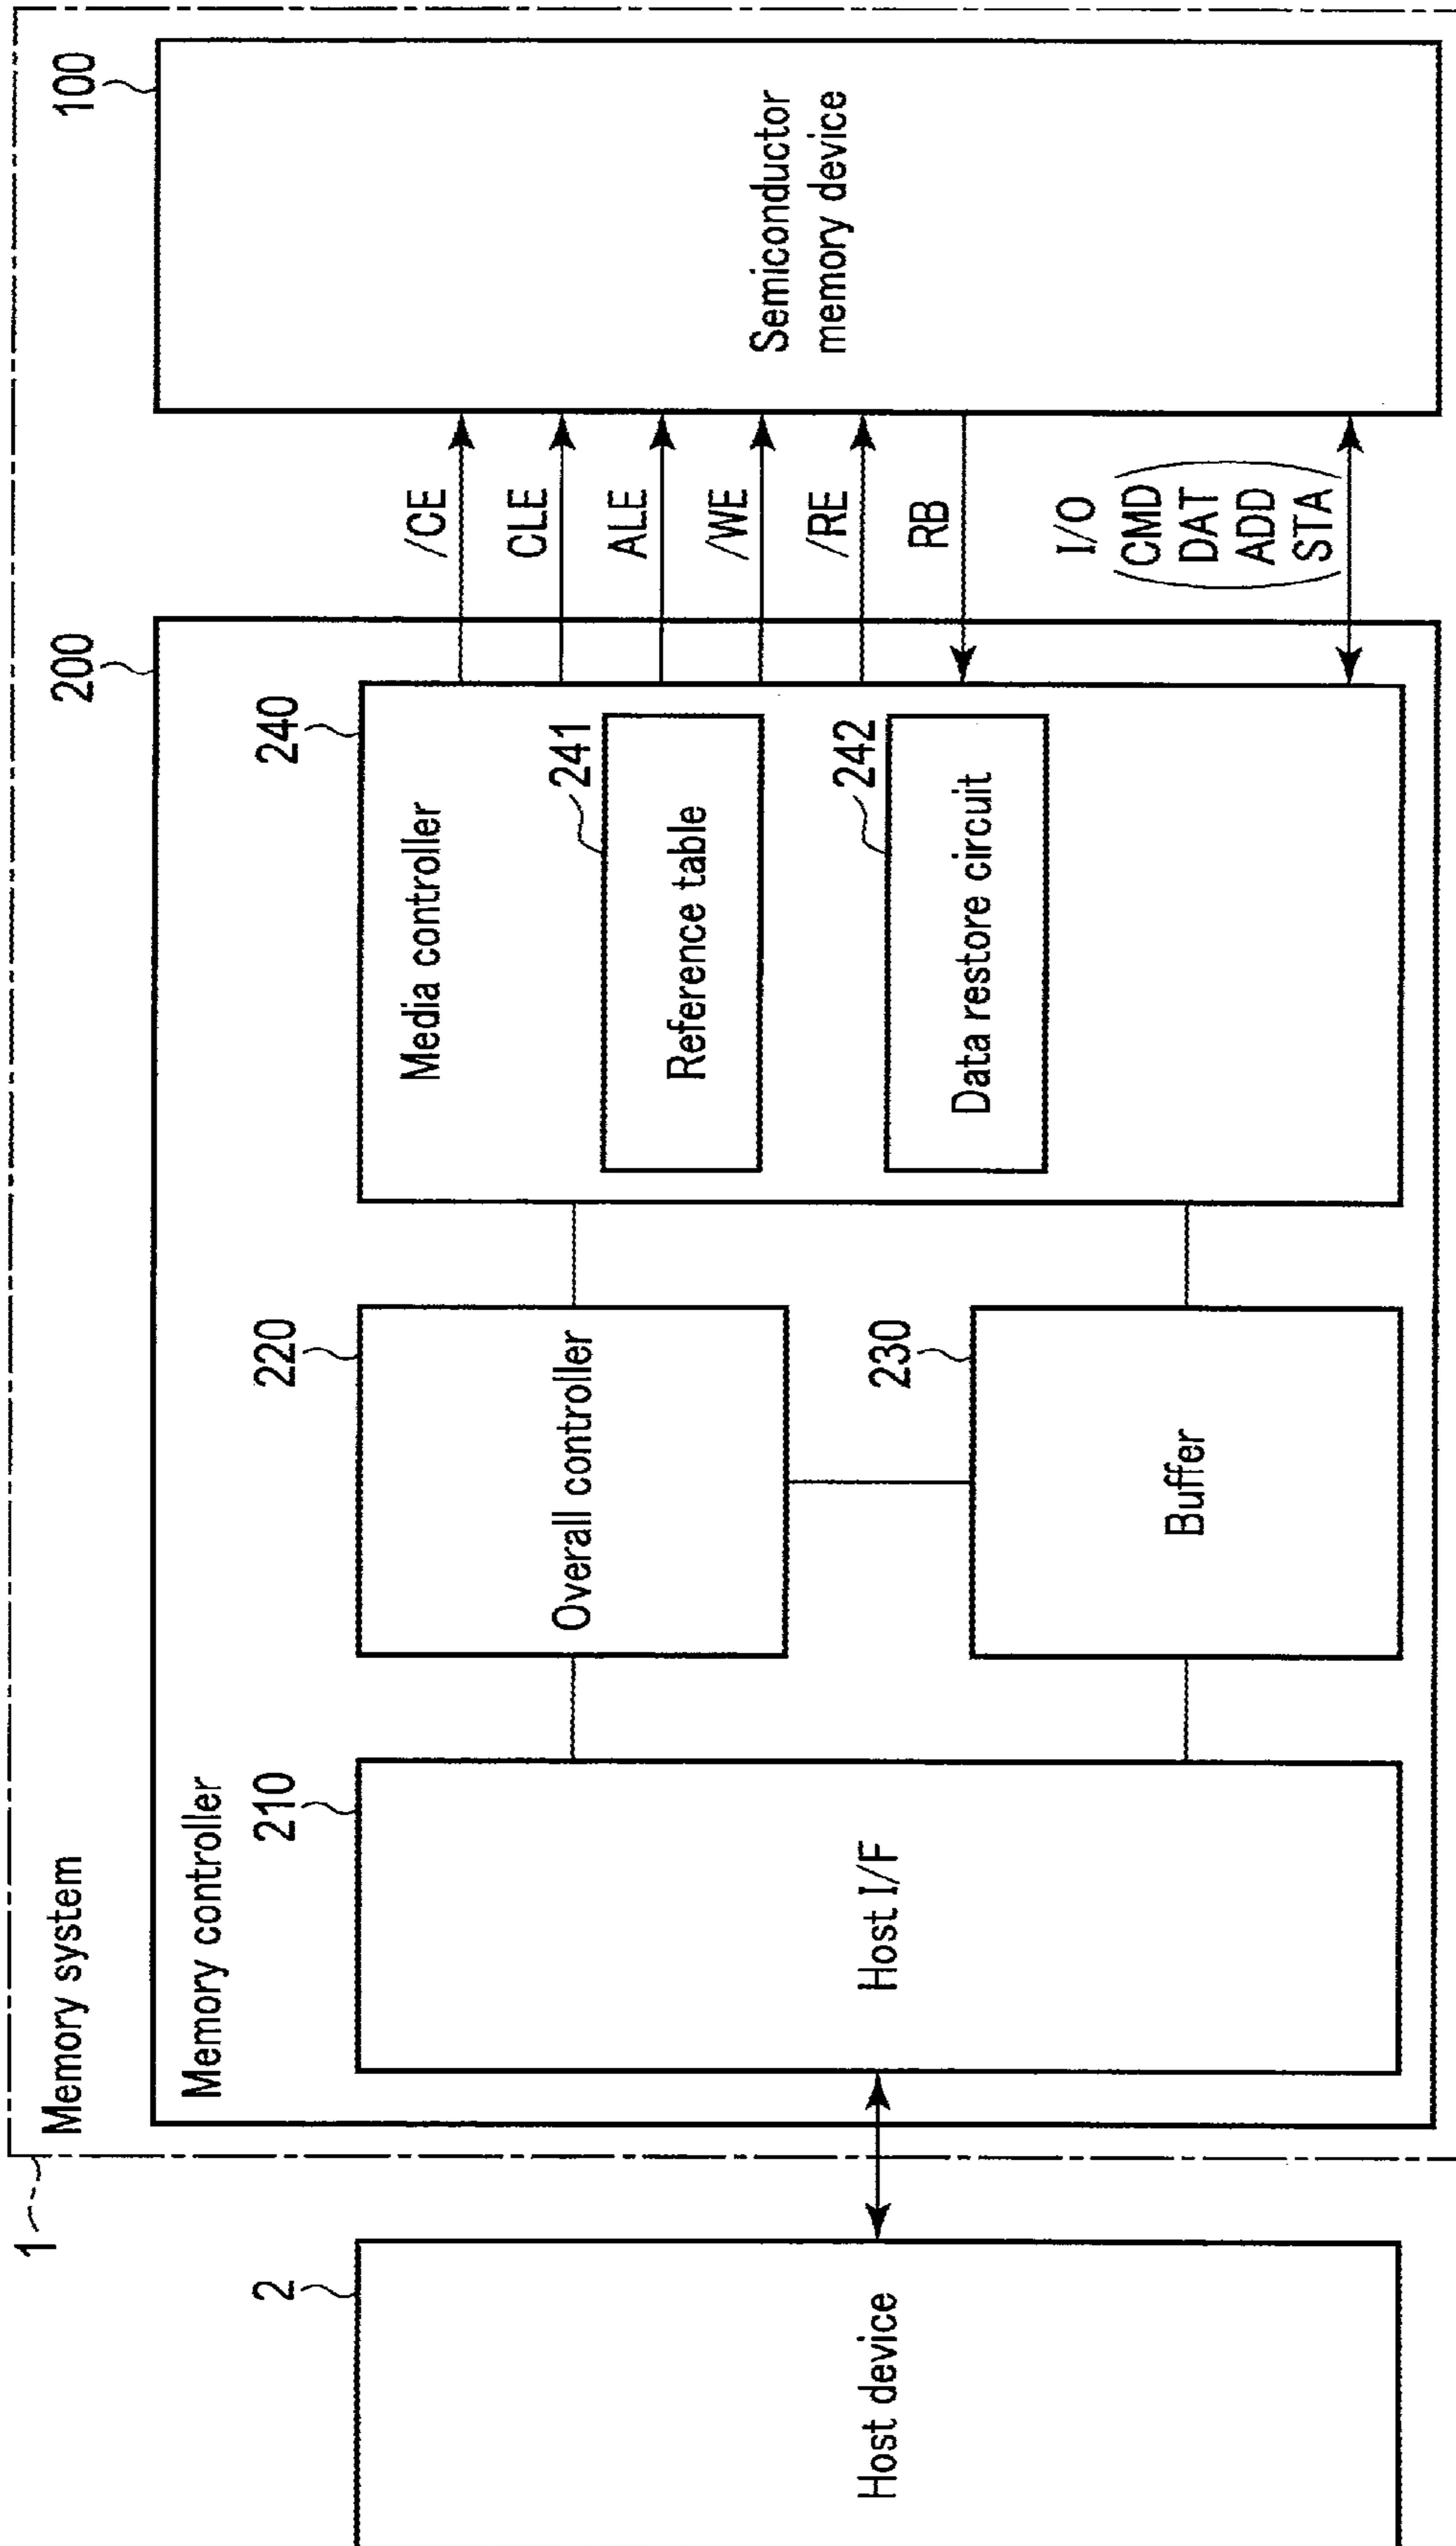 1
Memory system
2
Host device
200
Memory controller
210
Host I/F
220
Overall controller
230
Buffer
240
Media controller
241
Reference table
242
Data restore circuit
/CE
CLE
ALE
/WE
/RE
RB
I/O
(CMD
DAT
ADD
STA)
100
Semiconductor
memory device